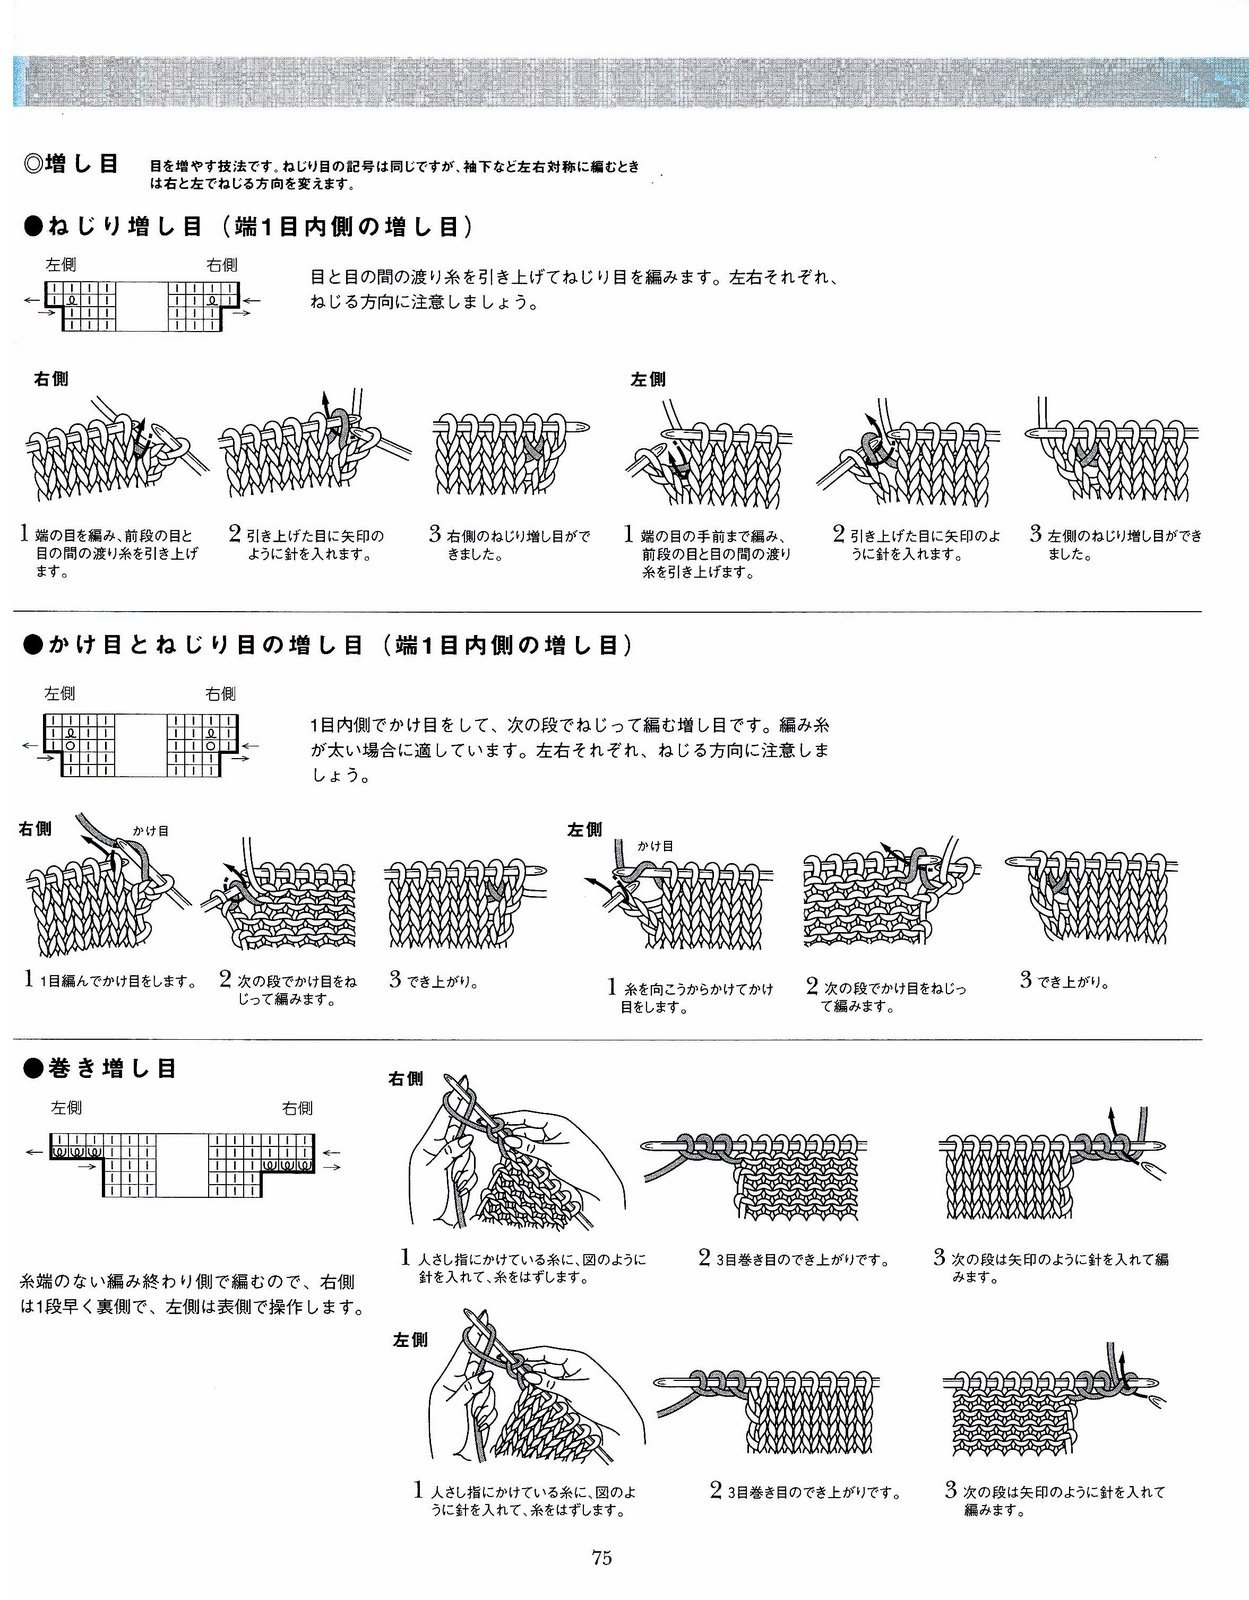 ◎増し目
目を増やす技法です。ねじり目の記号は同じですが、袖下など左右対称に編むとき
は右と左でねじる方向を変えます。
●ねじり増し目（端1目内側の増し目）
左側 右側
目と目の間の渡り糸を引き上げてねじり目を編みます。左右それぞれ、
ねじる方向に注意しましょう。
右側
1 端の目を編み、前段の目と
目の間の渡り糸を引き上げ
ます。
2 引き上げた目に矢印の
ように針を入れます。
3 右側のねじり増し目がで
きました。
左側
1 端の目の手前まで編み、
前段の目と目の間の渡り
糸を引き上げます。
2 引き上げた目に矢印のよ
うに針を入れます。
3 左側のねじり増し目ができ
ました。
●かけ目とねじり目の増し目（端1目内側の増し目）
左側 右側
1目内側でかけ目をして、次の段でねじって編む増し目です。編み糸
が太い場合に適しています。左右それぞれ、ねじる方向に注意しま
しょう。
右側
かけ目
1 1目編んでかけ目をします。
2 次の段でかけ目をね
じって編みます。
3 でき上がり。
左側
かけ目
1 糸を向こうからかけてかけ
目をします。
2 次の段でかけ目をねじっ
て編みます。
3 でき上がり。
●巻き増し目
左側 右側
糸端のない編み終わり側で編むので、右側
は1段早く裏側で、左側は表側で操作します。
右側
1 人さし指にかけている糸に、図のように
針を入れて、糸をはずします。
2 3目巻き目のでき上がりです。
3 次の段は矢印のように針を入れて編
みます。
左側
1 人さし指にかけている糸に、図のよ
うに針を入れて、糸をはずします。
2 3目巻き目のでき上がりです。
3 次の段は矢印のように針を入れて
編みます。
75